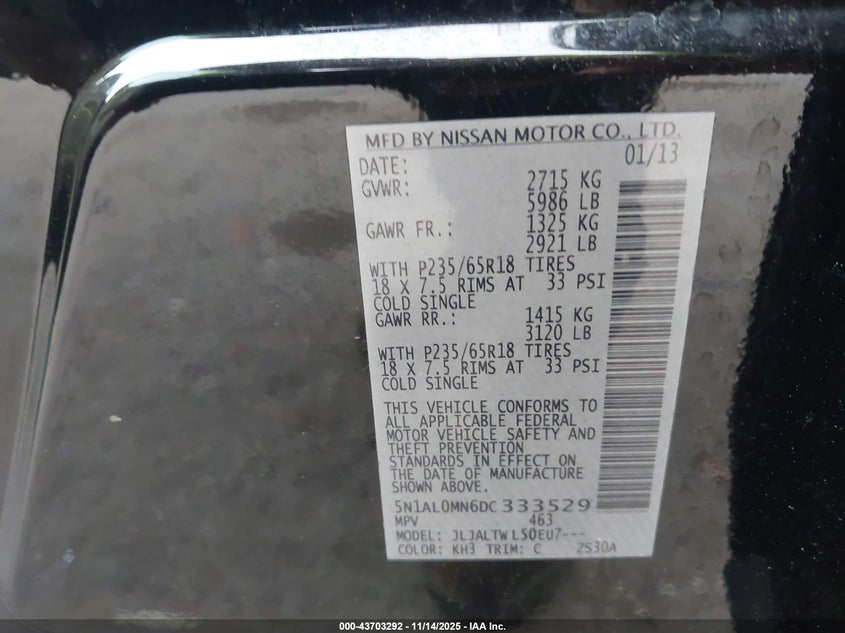 MFD BY NISSAN MOTOR CO., LTD.
DATE: 01/13
GVWR: 2715 KG
5986 LB
GAWR FR.: 1325 KG
2921 LB
WITH P235/65R18 TIRES
18 X 7.5 RIMS AT 33 PSI
COLD SINGLE
GAWR RR.: 1415 KG
3120 LB
WITH P235/65R18 TIRES
18 X 7.5 RIMS AT 33 PSI
COLD SINGLE
THIS VEHICLE CONFORMS TO
ALL APPLICABLE FEDERAL
MOTOR VEHICLE SAFETY AND
THEFT PREVENTION
STANDARDS IN EFFECT ON
THE DATE OF MANUFACTURE
SHOWN ABOVE.
5N1AL0MN6DC333529
MPV 463
MODEL: JLJALTWL50EU7---
COLOR: KH3 TRIM: C ZS30A
000-43703292 - 11/14/2025 - IAA Inc.